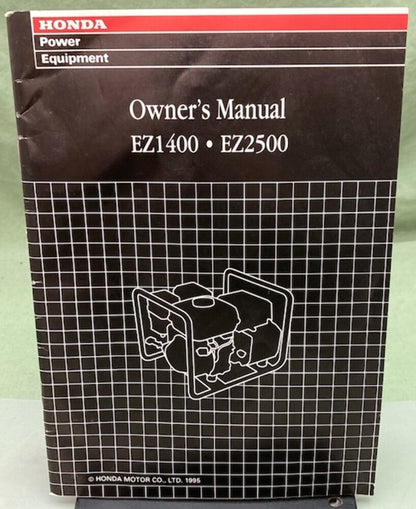 HONDA
Power
Equipment
Owner's Manual
EZ1400 • EZ2500
© HONDA MOTOR CO., LTD. 1995